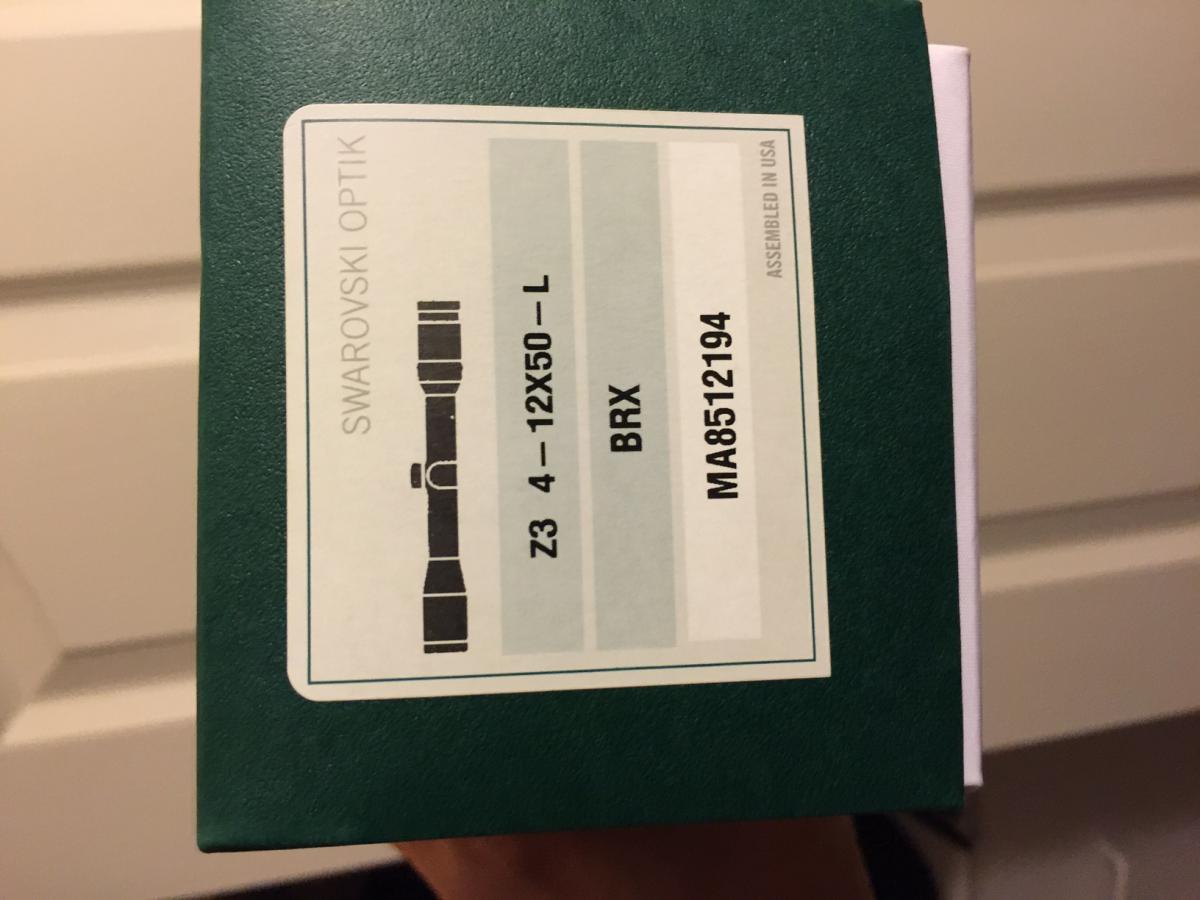 SWAROVSKI OPTIK
Z3 4–12X50–L
BRX
MA8512194
ASSEMBLED IN USA